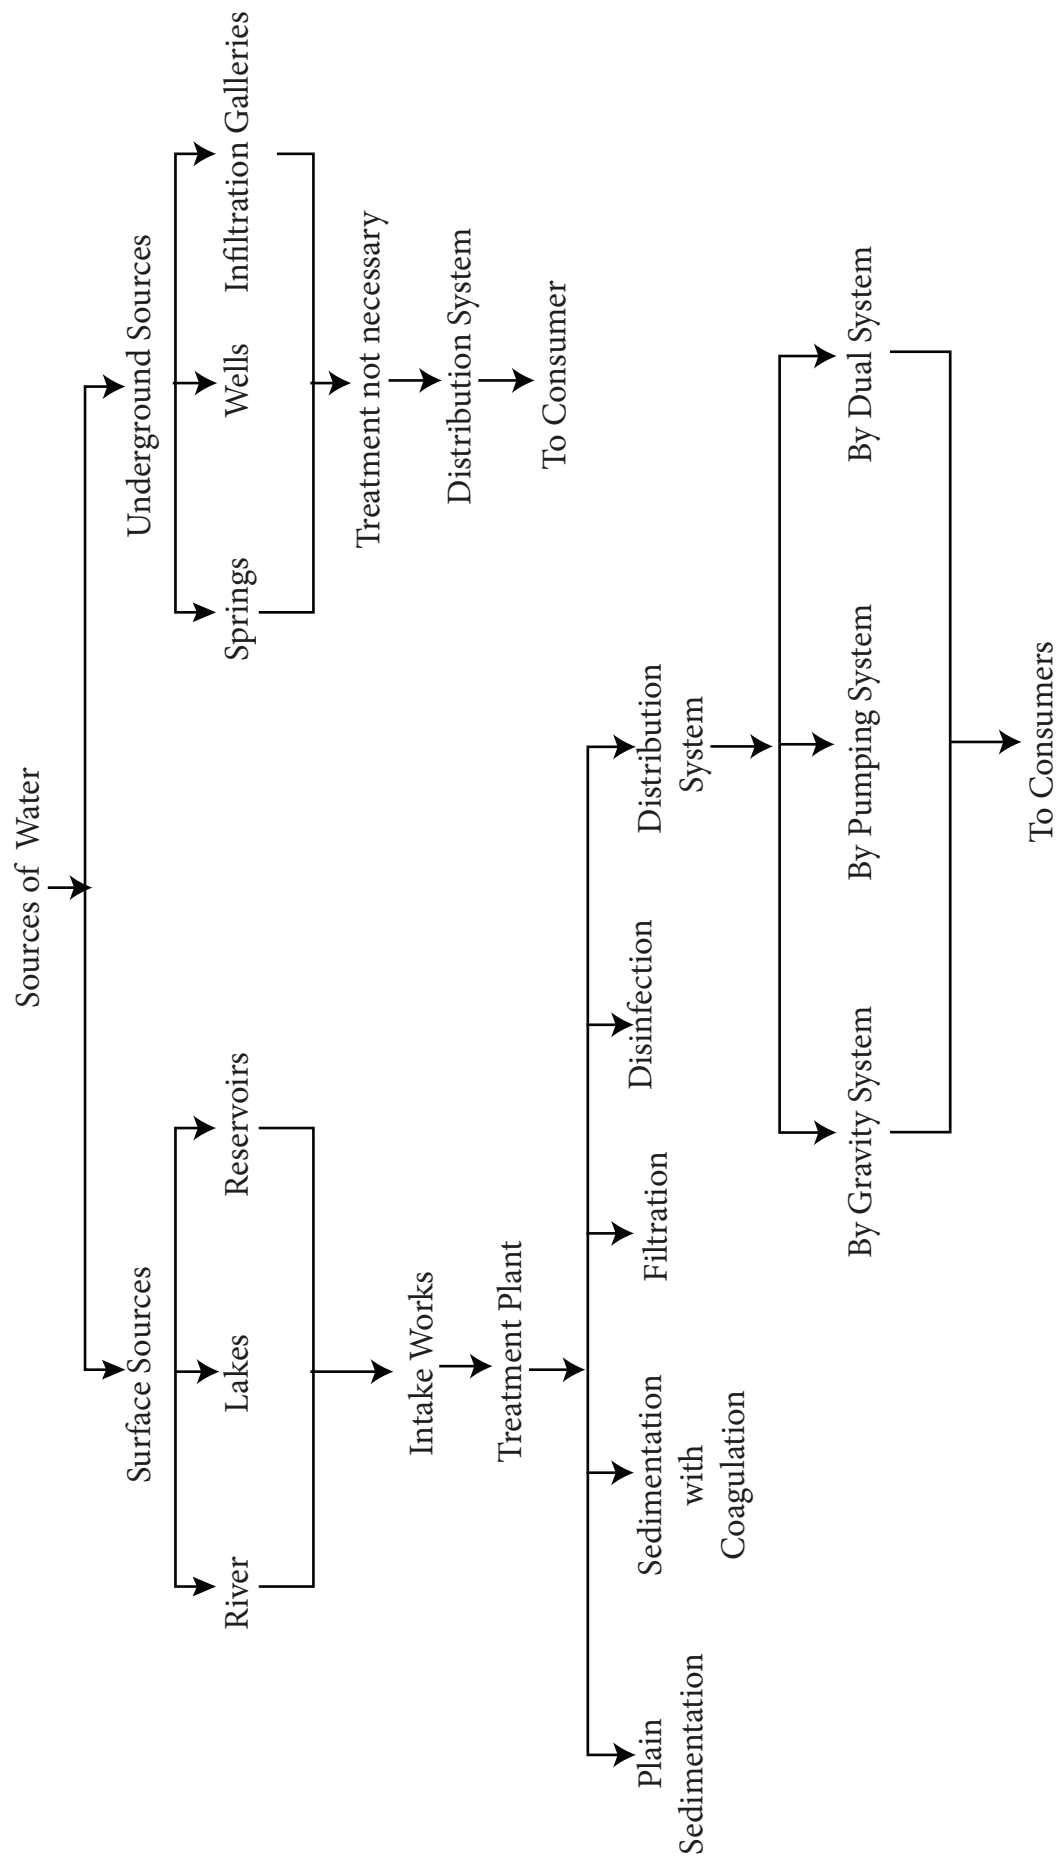 Sources of Water
Surface Sources
Underground Sources
River
Lakes
Reservoirs
Springs
Wells
Infiltration Galleries
Intake Works
Treatment not necessary
Treatment Plant
Distribution System
To Consumer
Plain
Sedimentation
Sedimentation
with
Coagulation
Filtration
Disinfection
Distribution
System
By Gravity System
By Pumping System
By Dual System
To Consumers